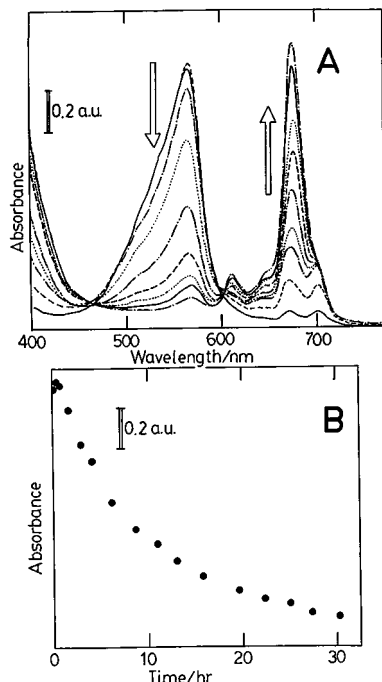 A
0.2 a.u.
Absorbance
400 500 600 700
Wavelength/nm
B
0.2 a.u.
Absorbance
0 10 20 30
Time/hr